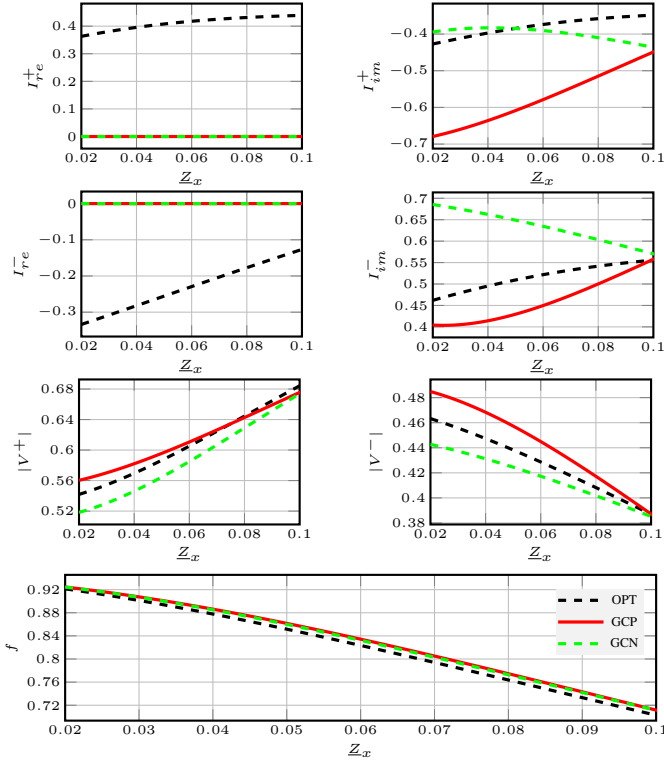 0.4
0.3
0.2
0.1
0
I_{re}^{+}
0.02 0.04 0.06 0.08 0.1
Z_x
−0.4
−0.5
−0.6
−0.7
I_{im}^{+}
0.02 0.04 0.06 0.08 0.1
Z_x
0
−0.1
−0.2
−0.3
I_{re}^{−}
0.02 0.04 0.06 0.08 0.1
Z_x
0.7
0.65
0.6
0.55
0.5
0.45
0.4
I_{im}^{−}
0.02 0.04 0.06 0.08 0.1
Z_x
0.68
0.64
0.6
0.56
0.52
|V^{+}|
0.02 0.04 0.06 0.08 0.1
Z_x
0.48
0.46
0.44
0.42
0.4
0.38
|V^{−}|
0.02 0.04 0.06 0.08 0.1
Z_x
0.92
0.88
0.84
0.8
0.76
0.72
f
OPT
GCP
GCN
0.02 0.03 0.04 0.05 0.06 0.07 0.08 0.09 0.1
Z_x